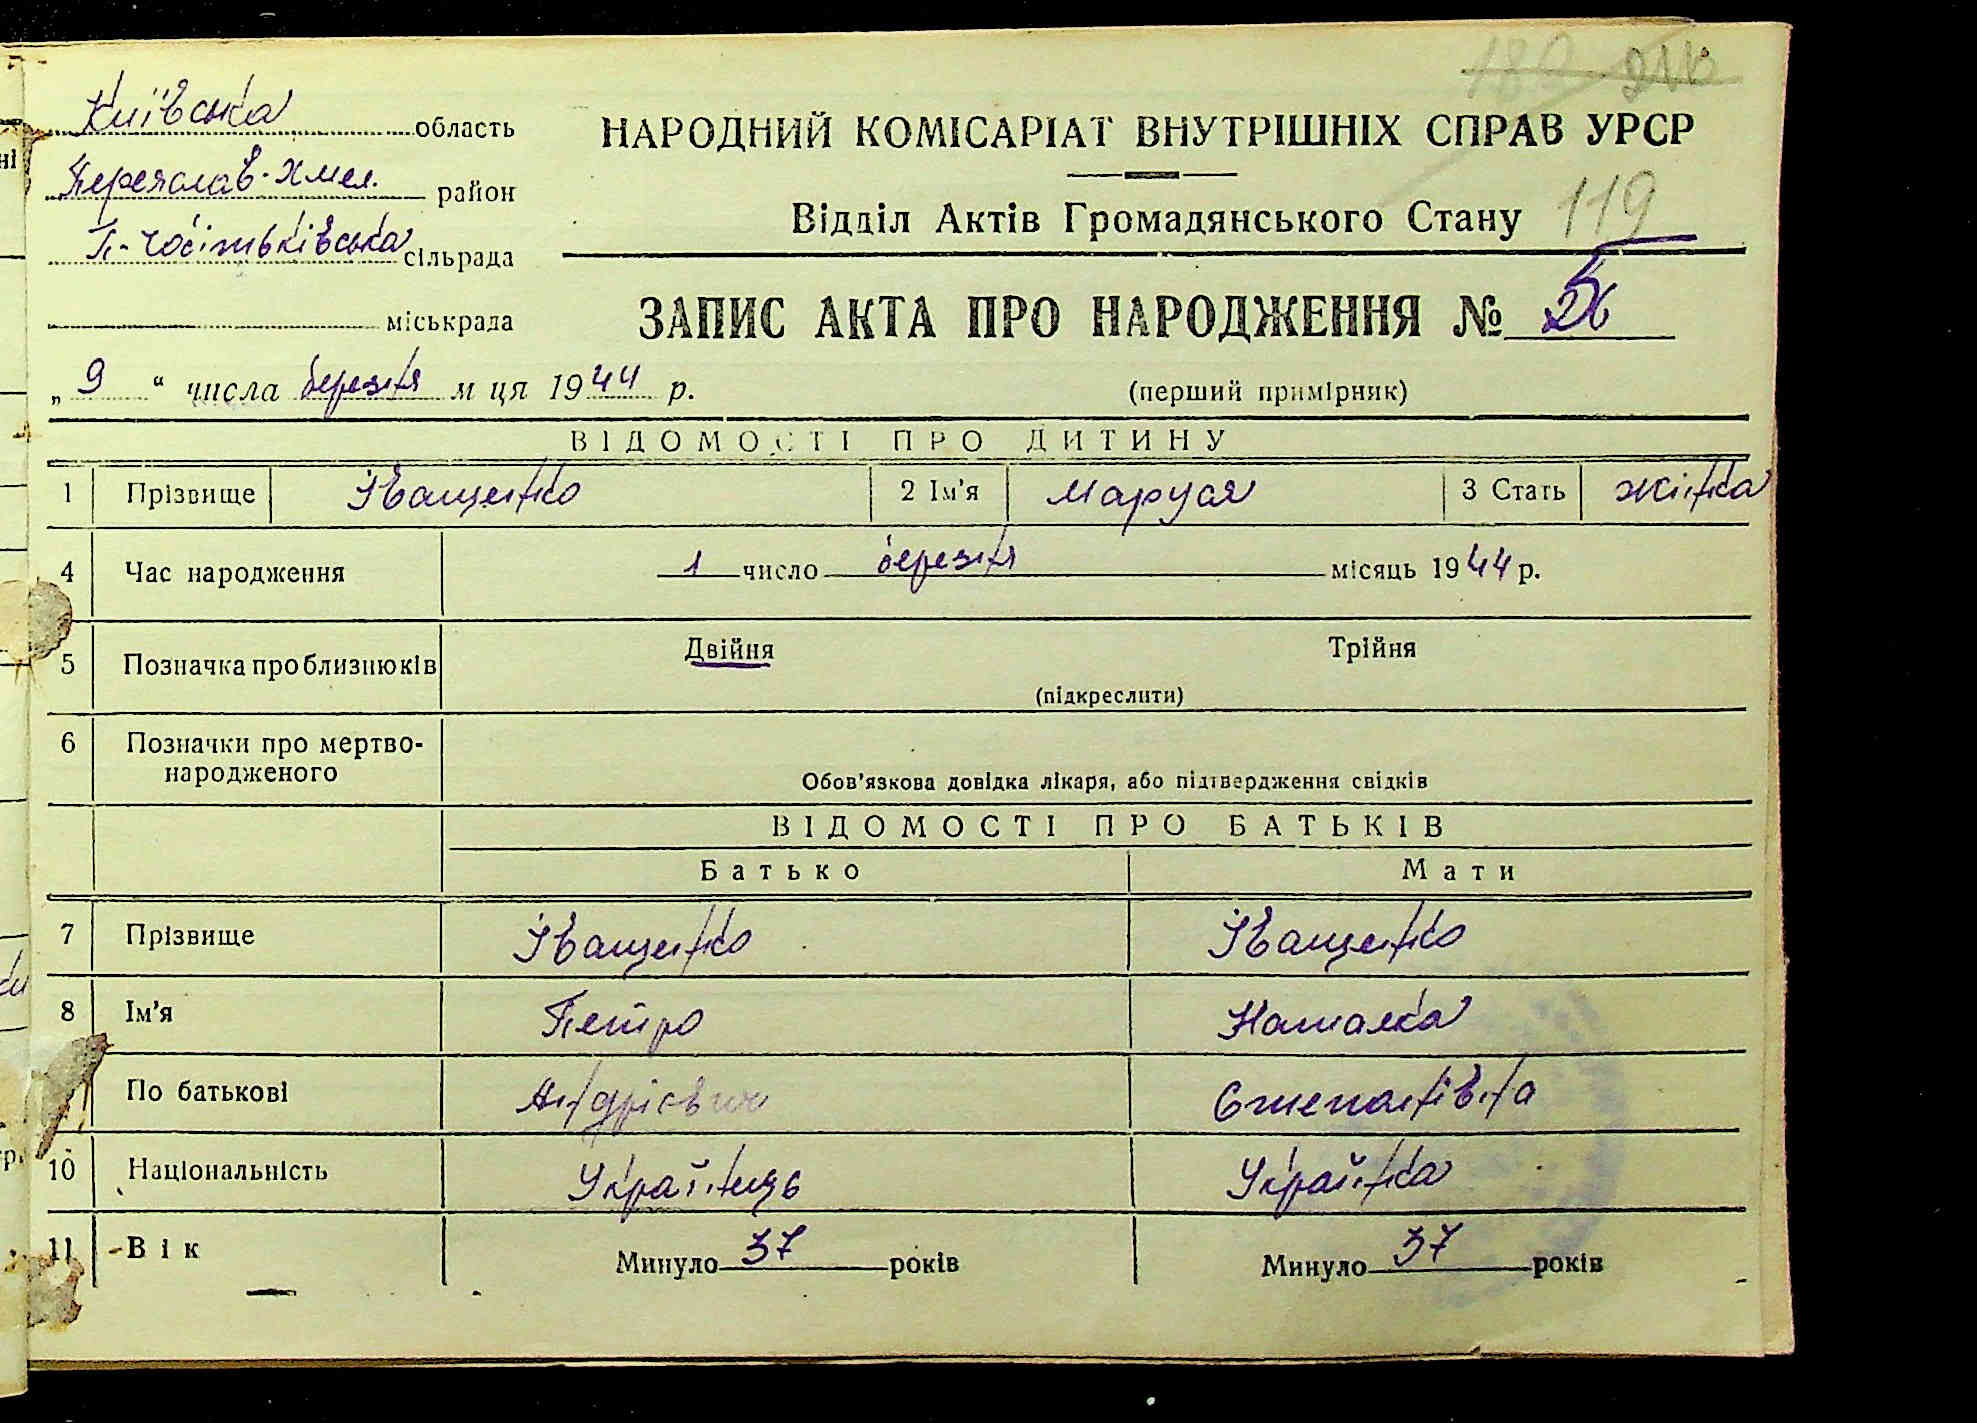 Київська область
Переяслав-Хмел. район
сільрада
міськрада
НАРОДНИЙ КОМІСАРІАТ ВНУТРІШНІХ СПРАВ УРСР
Відділ Актів Громадянського Стану 119
ЗАПИС АКТА ПРО НАРОДЖЕННЯ №
„ 9 “ числа березня м ця 1944 р.
(перший примірник)
ВІДОМОСТІ ПРО ДИТИНУ
1 Прізвище Іващенко 2 Ім'я Маруся 3 Стать жінка
4 Час народження 1 число березня місяць 1944 р.
5 Позначка про близнюків Двійня Трійня
(підкреслити)
6 Позначки про мертво-
народженого
Обов'язкова довідка лікаря, або підтвердження свідків
ВІДОМОСТІ ПРО БАТЬКІВ
Батько Мати
7 Прізвище Іващенко Іващенко
8 Ім'я Петро Наталка
По батькові Андрієвич Степанівна
10 Національність Українець Українка
11 Вік Минуло 37 років Минуло 37 років